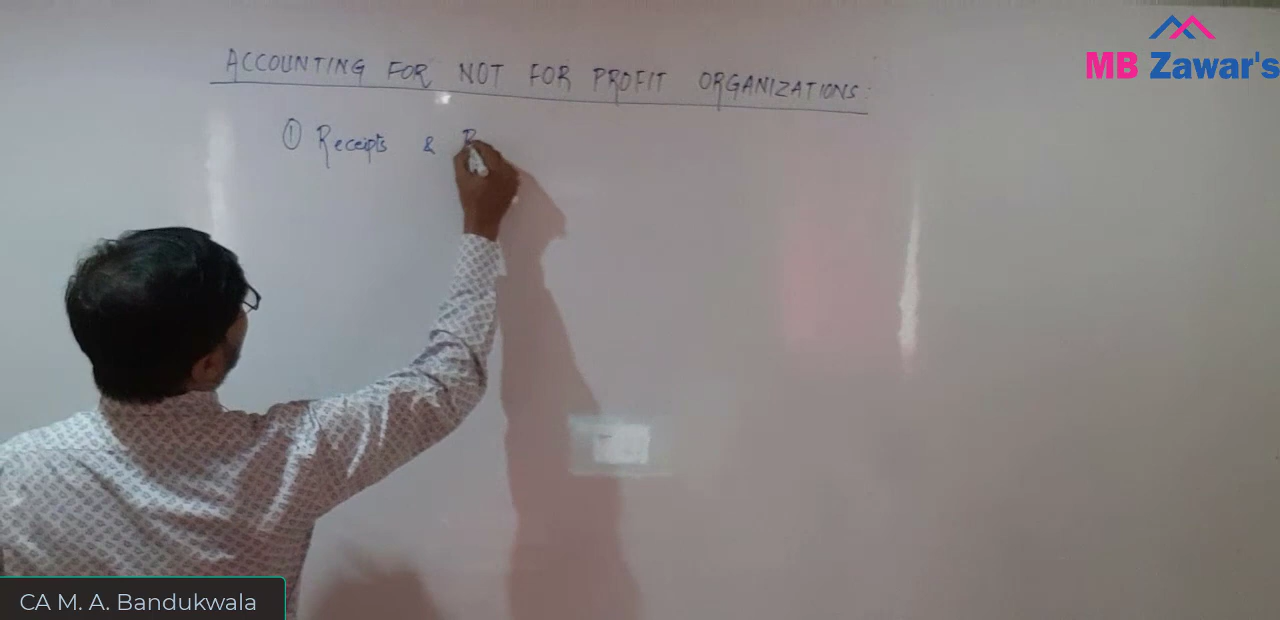 MB Zawar's
ACCOUNTING FOR NOT FOR PROFIT ORGANIZATIONS:
① Receipts &
CA M. A. Bandukwala